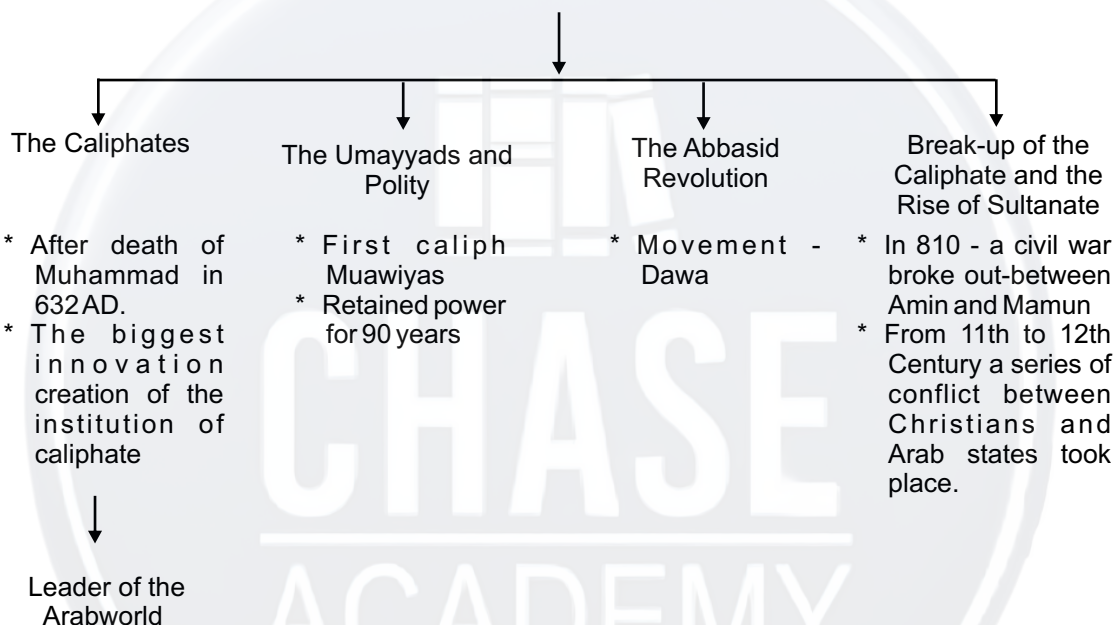 The Caliphates
* After death of
Muhammad in
632 AD.
* The biggest
innovation
creation of the
institution of
caliphate
Leader of the
Arabworld
The Umayyads and
Polity
* First caliph
Muawiyas
* Retained power
for 90 years
The Abbasid
Revolution
* Movement -
Dawa
Break-up of the
Caliphate and the
Rise of Sultanate
* In 810 - a civil war
broke out-between
Amin and Mamun
* From 11th to 12th
Century a series of
conflict between
Christians and
Arab states took
place.
CHASE
ACADEMY